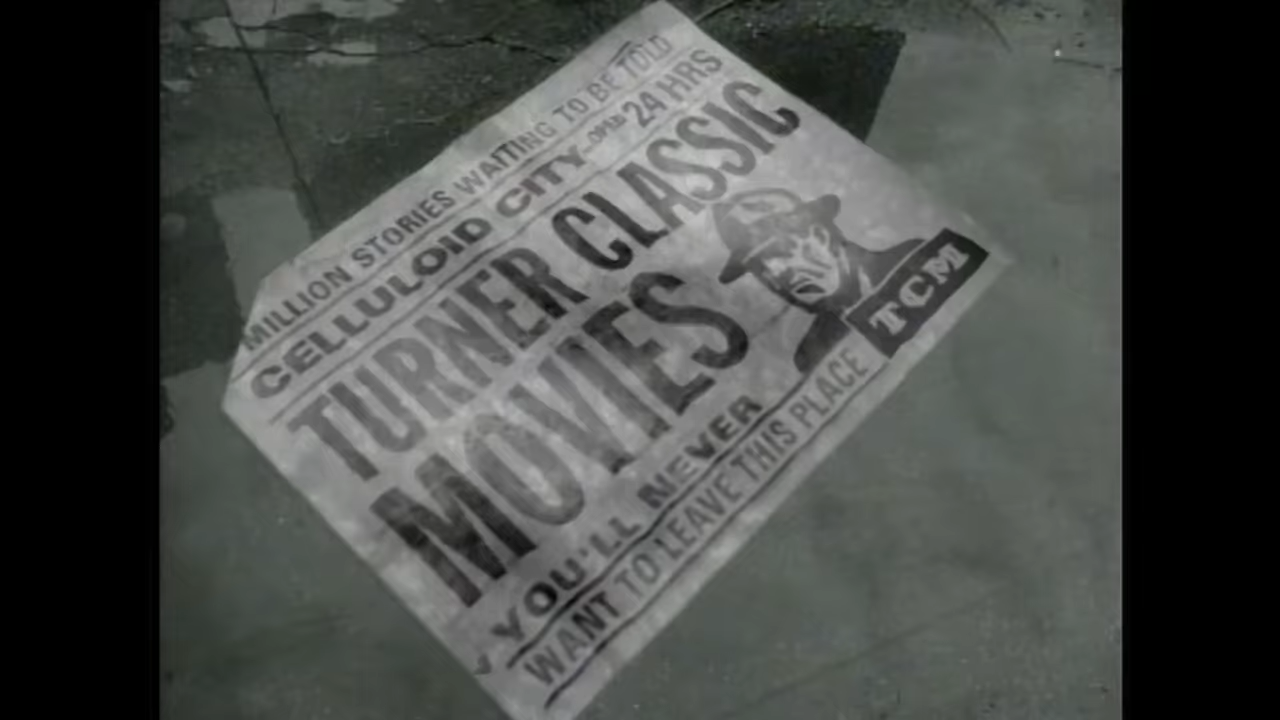 MILLION STORIES WAITING TO BE TOLD
CELLULOID CITY OPEN 24 HRS
TURNER CLASSIC
MOVIES
TCM
YOU'LL NEVER
WANT TO LEAVE THIS PLACE